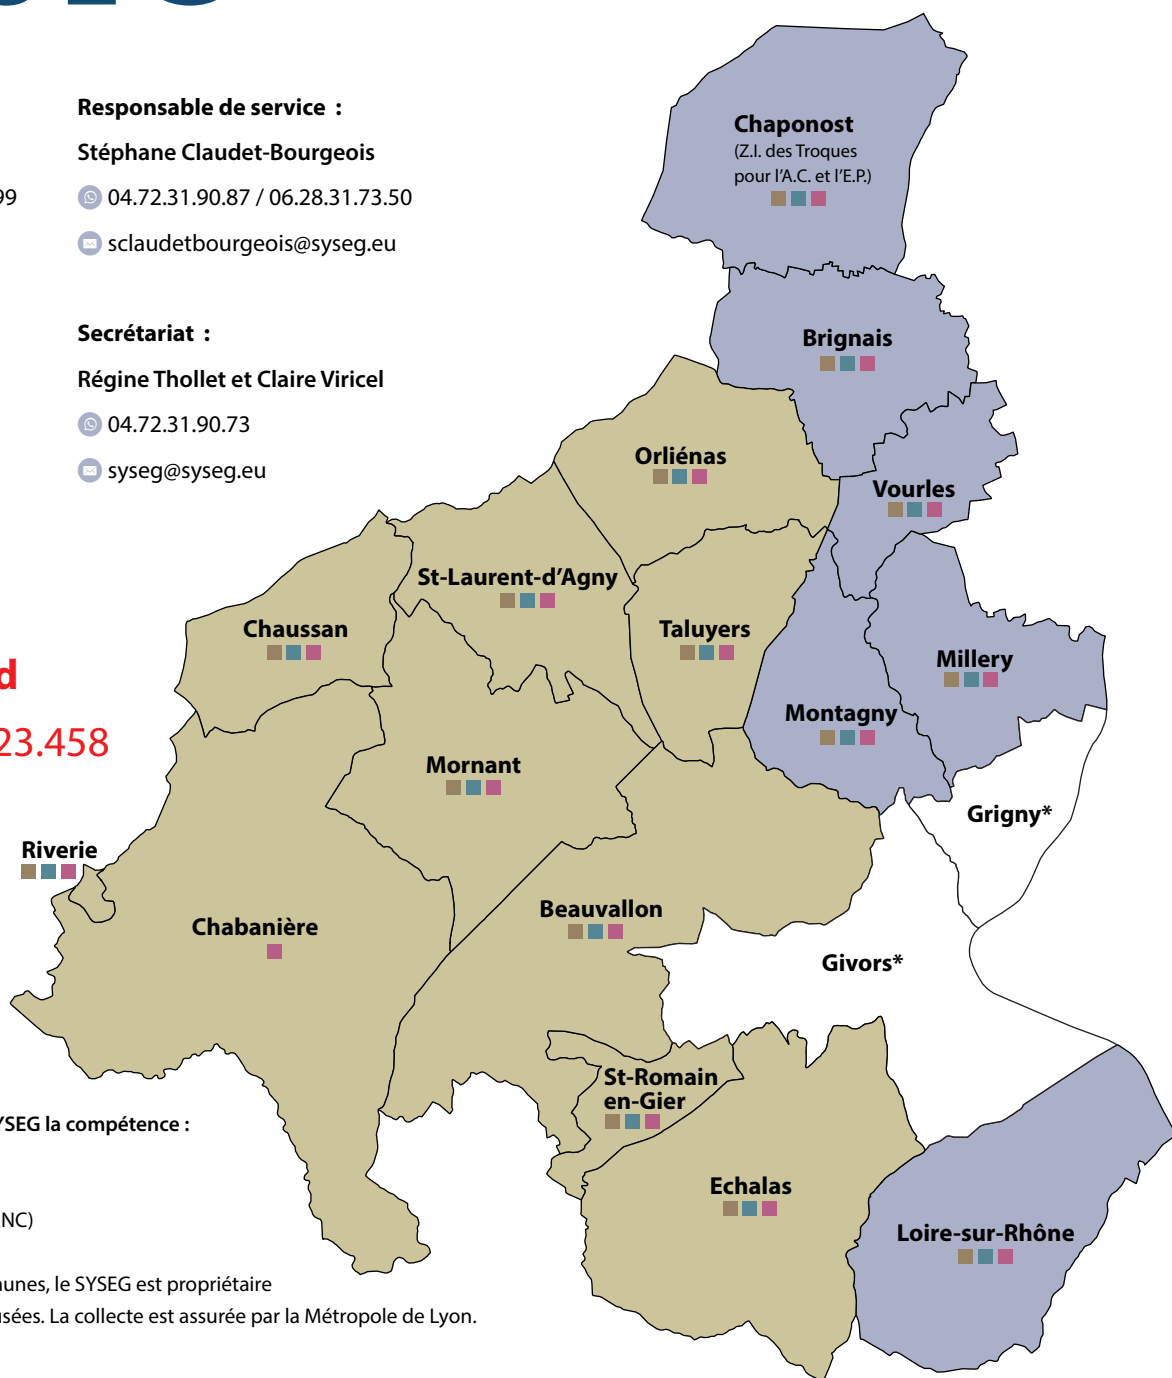 Responsable de service :
Stéphane Claudet-Bourgeois
99
04.72.31.90.87 / 06.28.31.73.50
sclaudetbourgeois@syseg.eu
Secrétariat :
Régine Thollet et Claire Viricel
04.72.31.90.73
syseg@syseg.eu
d
23.458
Chaponost
(Z.I. des Troques
pour l'A.C. et l'E.P.)
Brignais
Orliénas
Vourles
St-Laurent-d'Agny
Chaussan
Taluyers
Millery
Montagny
Mornant
Grigny*
Riverie
Beauvallon
Chabanière
Givors*
St-Romain
en-Gier
Echalas
Loire-sur-Rhône
YSEG la compétence :
NC)
unes, le SYSEG est propriétaire
usées. La collecte est assurée par la Métropole de Lyon.